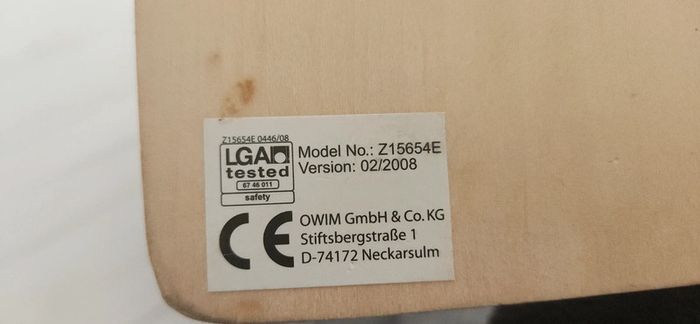 Z15654E 0446/08
LGA
tested
67 46 011
safety
Model No.: Z15654E
Version: 02/2008
CE
OWIM GmbH & Co. KG
Stiftsbergstraße 1
D-74172 Neckarsulm